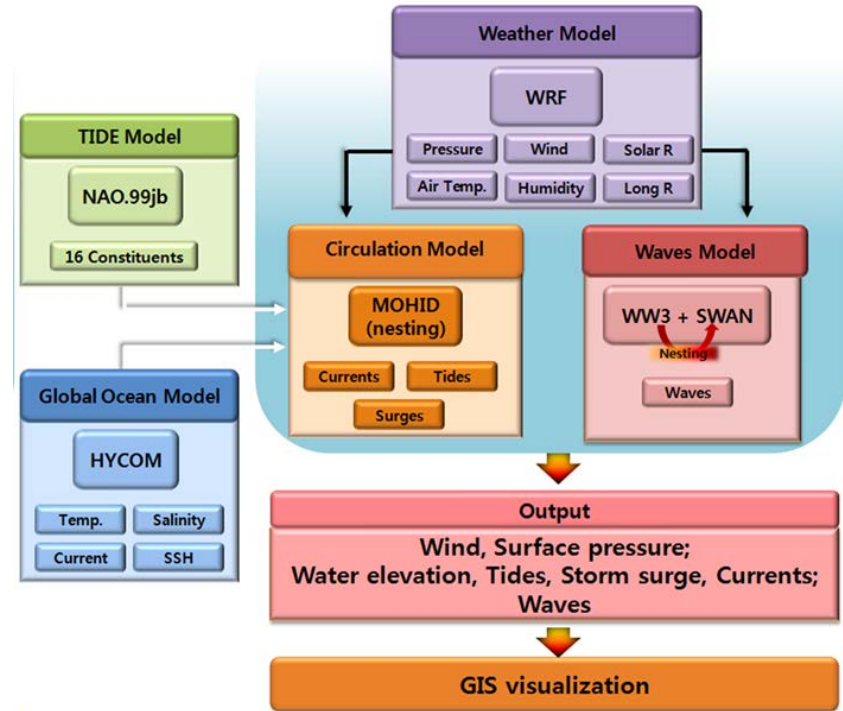 Weather Model
WRF
Pressure
Wind
Solar R
Air Temp.
Humidity
Long R
TIDE Model
NAO.99jb
16 Constituents
Global Ocean Model
HYCOM
Temp.
Salinity
Current
SSH
Circulation Model
MOHID
(nesting)
Currents
Tides
Surges
Waves Model
WW3 + SWAN
Nesting
Waves
Output
Wind, Surface pressure;
Water elevation, Tides, Storm surge, Currents;
Waves
GIS visualization